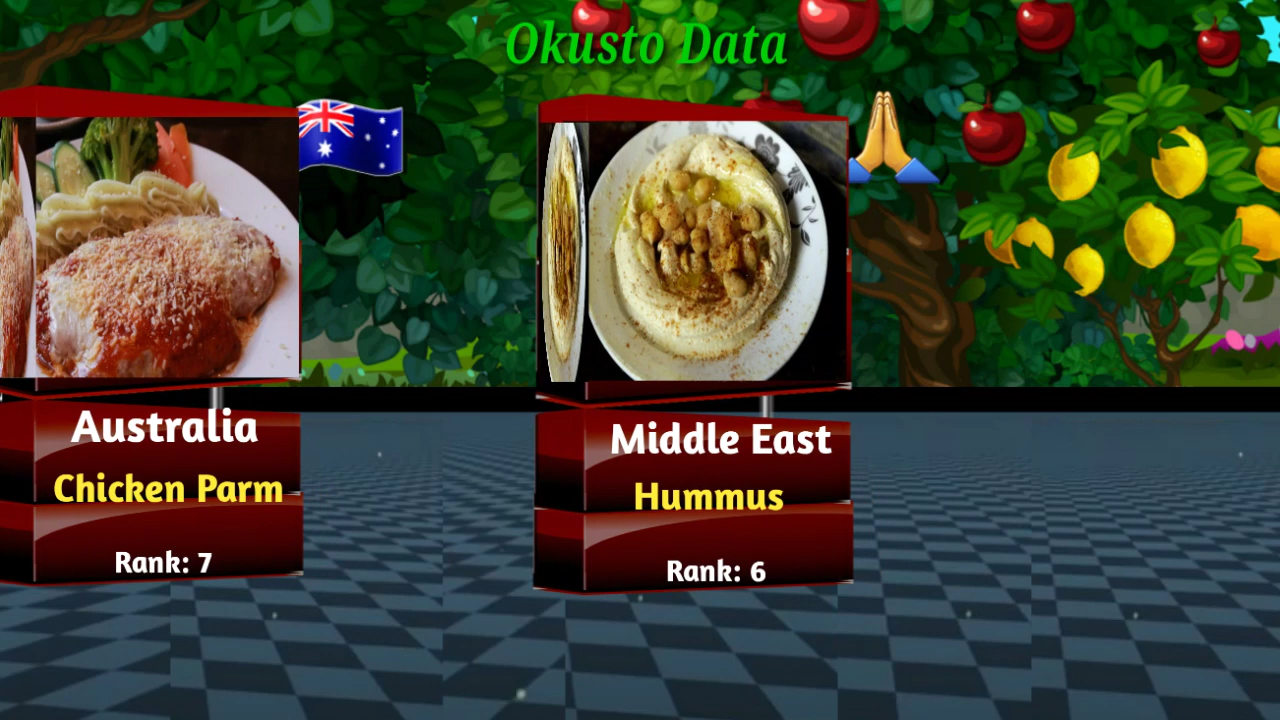 Okusto Data
Australia
Chicken Parm
Rank: 7
Middle East
Hummus
Rank: 6